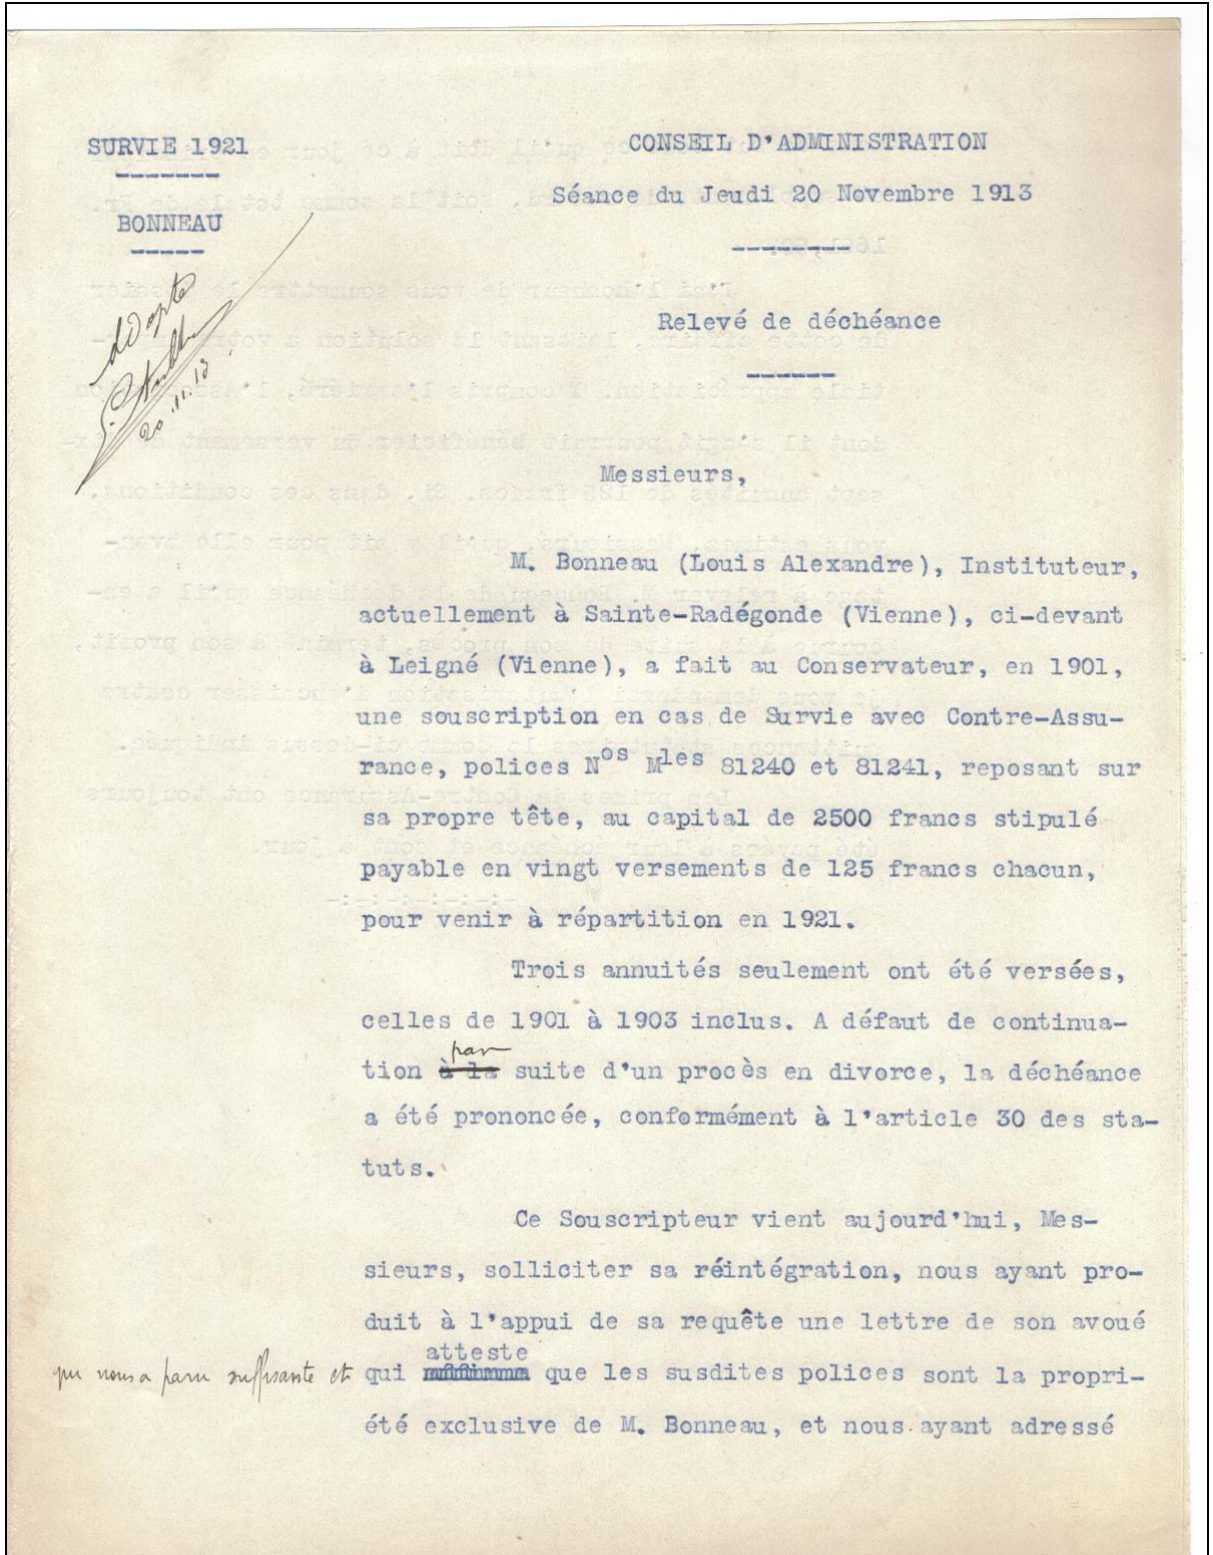 SURVIE 1921
BONNEAU
adopté
20.11.13
CONSEIL D'ADMINISTRATION
Séance du Jeudi 20 Novembre 1913
Relevé de déchéance
Messieurs,
M. Bonneau (Louis Alexandre), Instituteur,
actuellement à Sainte-Radégonde (Vienne), ci-devant
à Leigné (Vienne), a fait au Conservateur, en 1901,
une souscription en cas de Survie avec Contre-Assu-
rance, polices Nos Mles 81240 et 81241, reposant sur
sa propre tête, au capital de 2500 francs stipulé
payable en vingt versements de 125 francs chacun,
pour venir à répartition en 1921.
Trois annuités seulement ont été versées,
celles de 1901 à 1903 inclus. A défaut de continua-
par
tion à la suite d'un procès en divorce, la déchéance
a été prononcée, conformément à l'article 30 des sta-
tuts.
Ce Souscripteur vient aujourd'hui, Mes-
sieurs, solliciter sa réintégration, nous ayant pro-
duit à l'appui de sa requête une lettre de son avoué
atteste
qui nous a paru suffisante et qui que les susdites polices sont la propri-
été exclusive de M. Bonneau, et nous ayant adressé